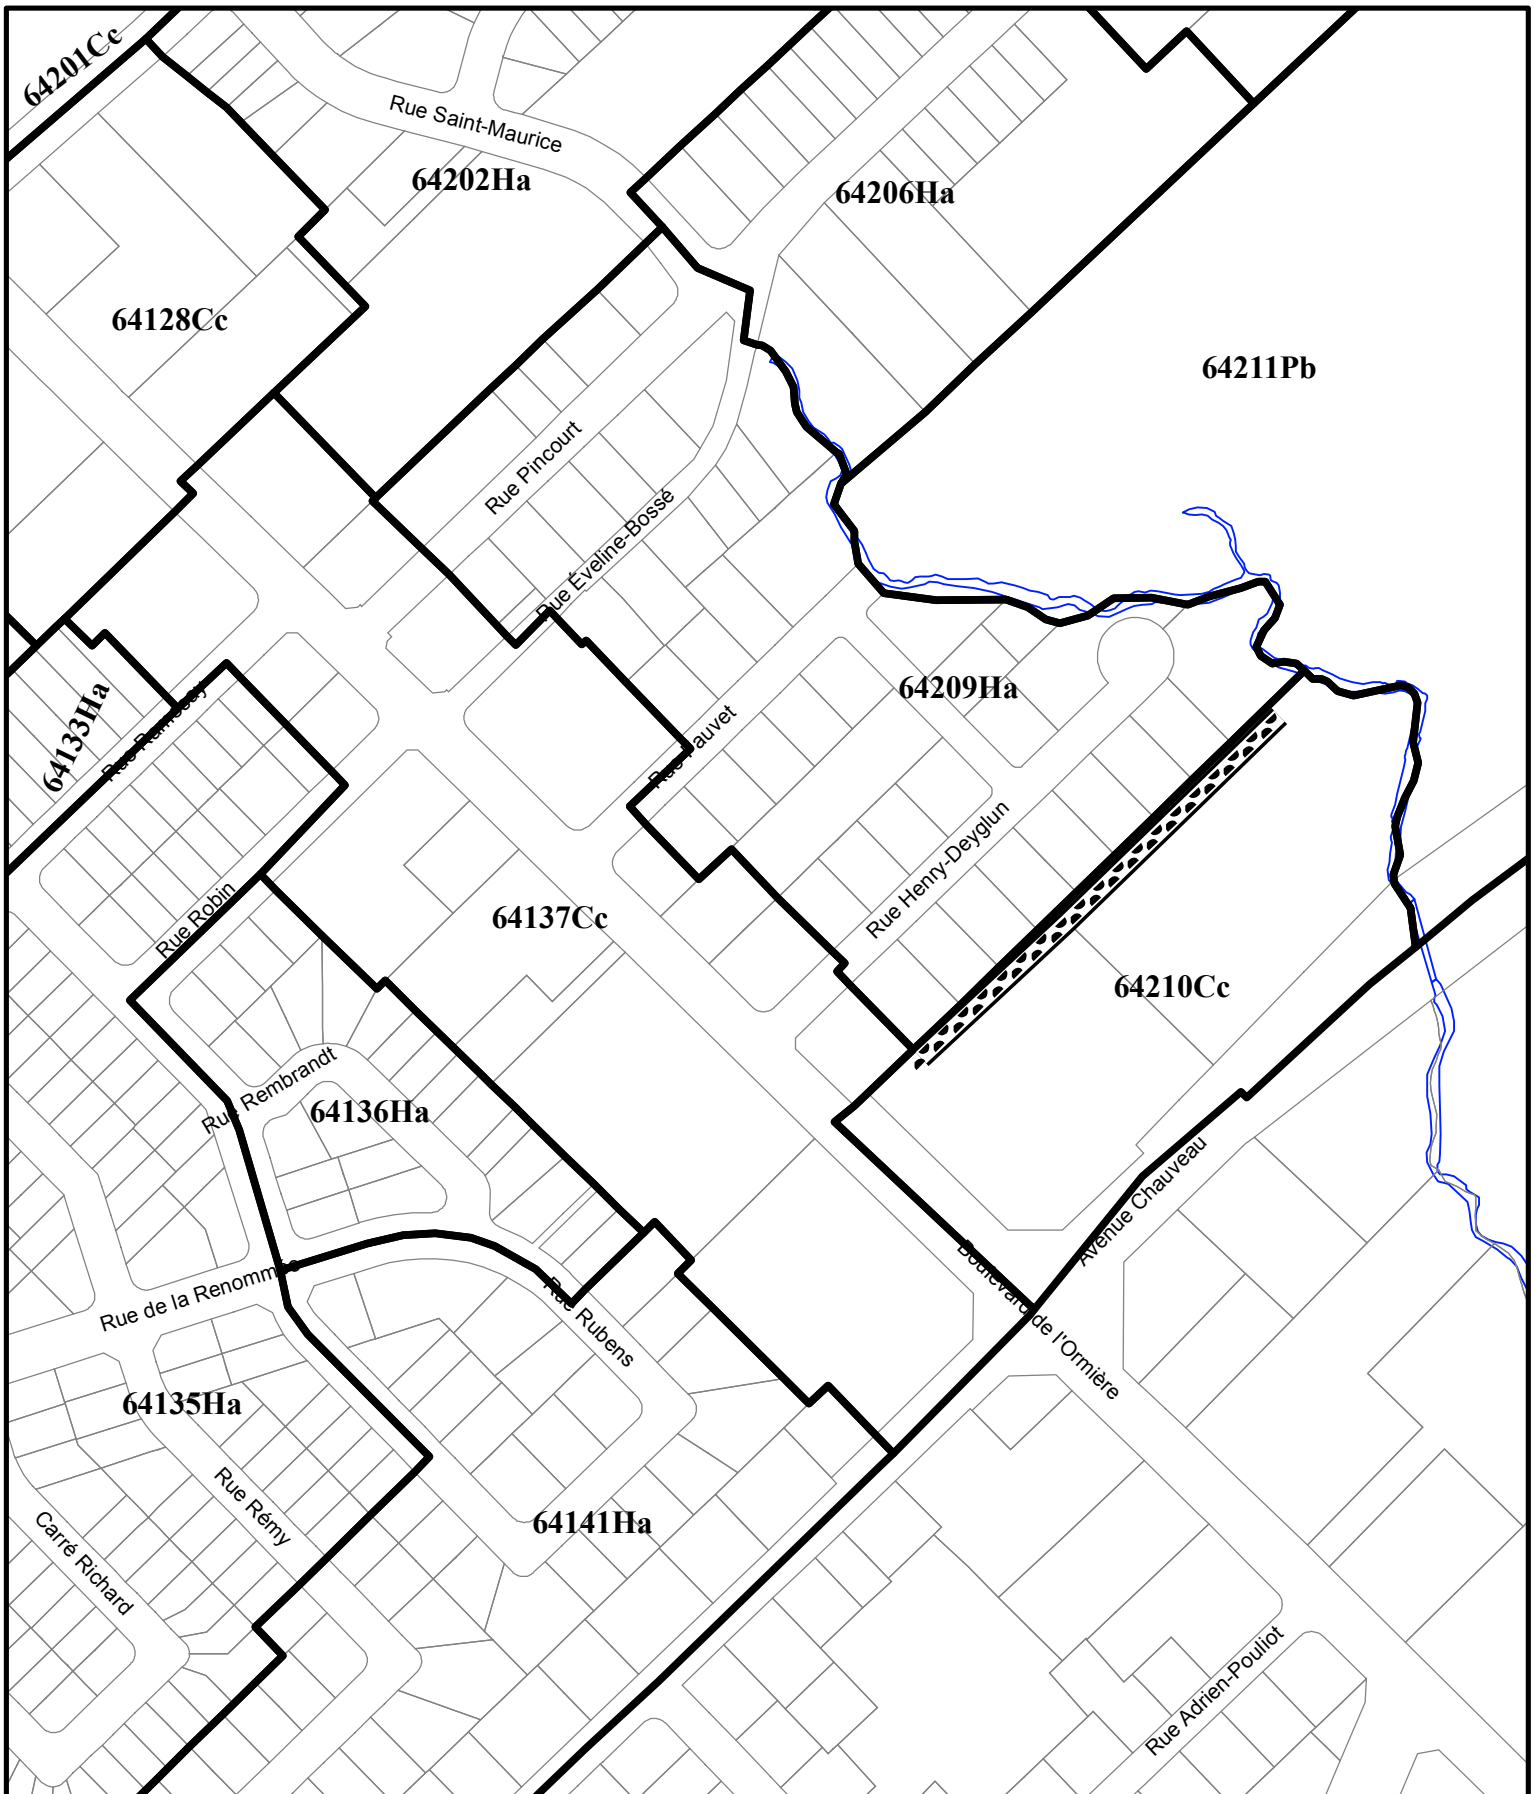 64201Cc
Rue Saint-Maurice
64202Ha
64206Ha
64128Cc
64211Pb
Rue Pincourt
Rue Éveline-Bossé
64133Ha
64209Ha
Rue Robin
Rue Henry-Deyglun
64137Cc
64210Cc
Rue Rembrandt
64136Ha
Avenue Chauveau
Rue de la Renommée
Rue Rubens
Boulevard de l'Ormière
64135Ha
Rue Rémy
64141Ha
Carré Richard
Rue Adrien-Pouliot